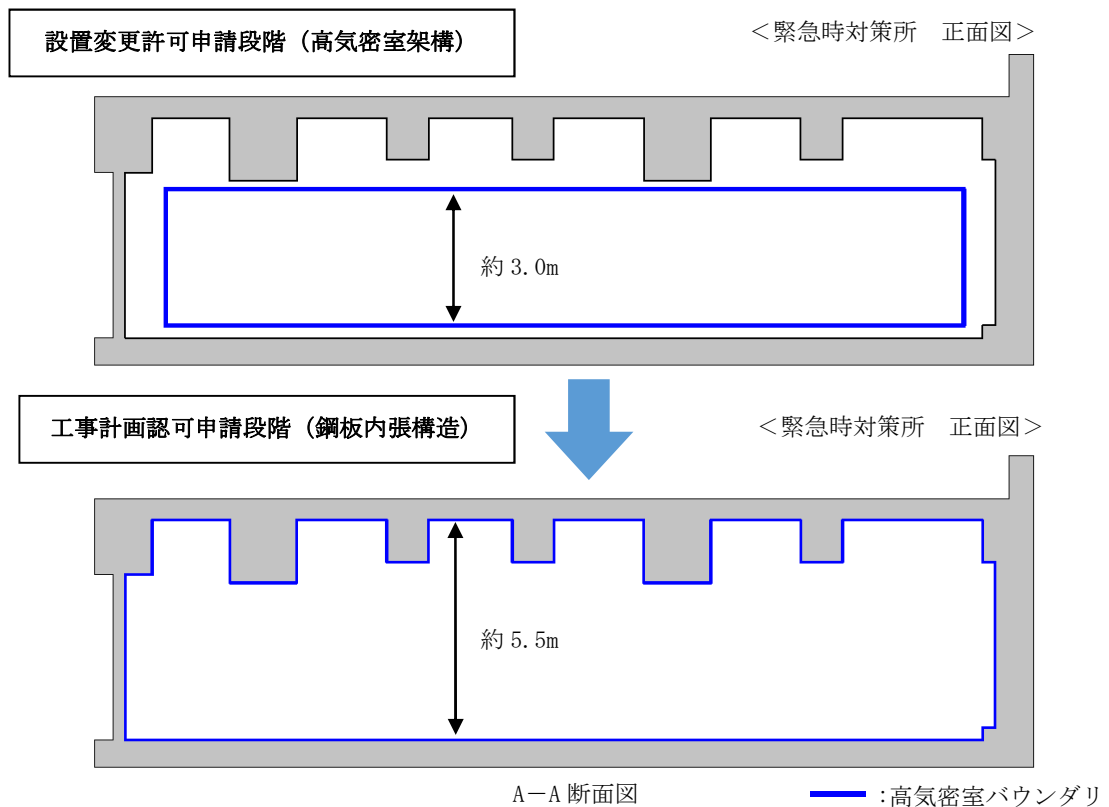 設置変更許可申請段階（高気密室架構）
＜緊急時対策所　正面図＞
約 3.0m
工事計画認可申請段階（鋼板内張構造）
＜緊急時対策所　正面図＞
約 5.5m
A－A 断面図
:高気密室バウンダリ